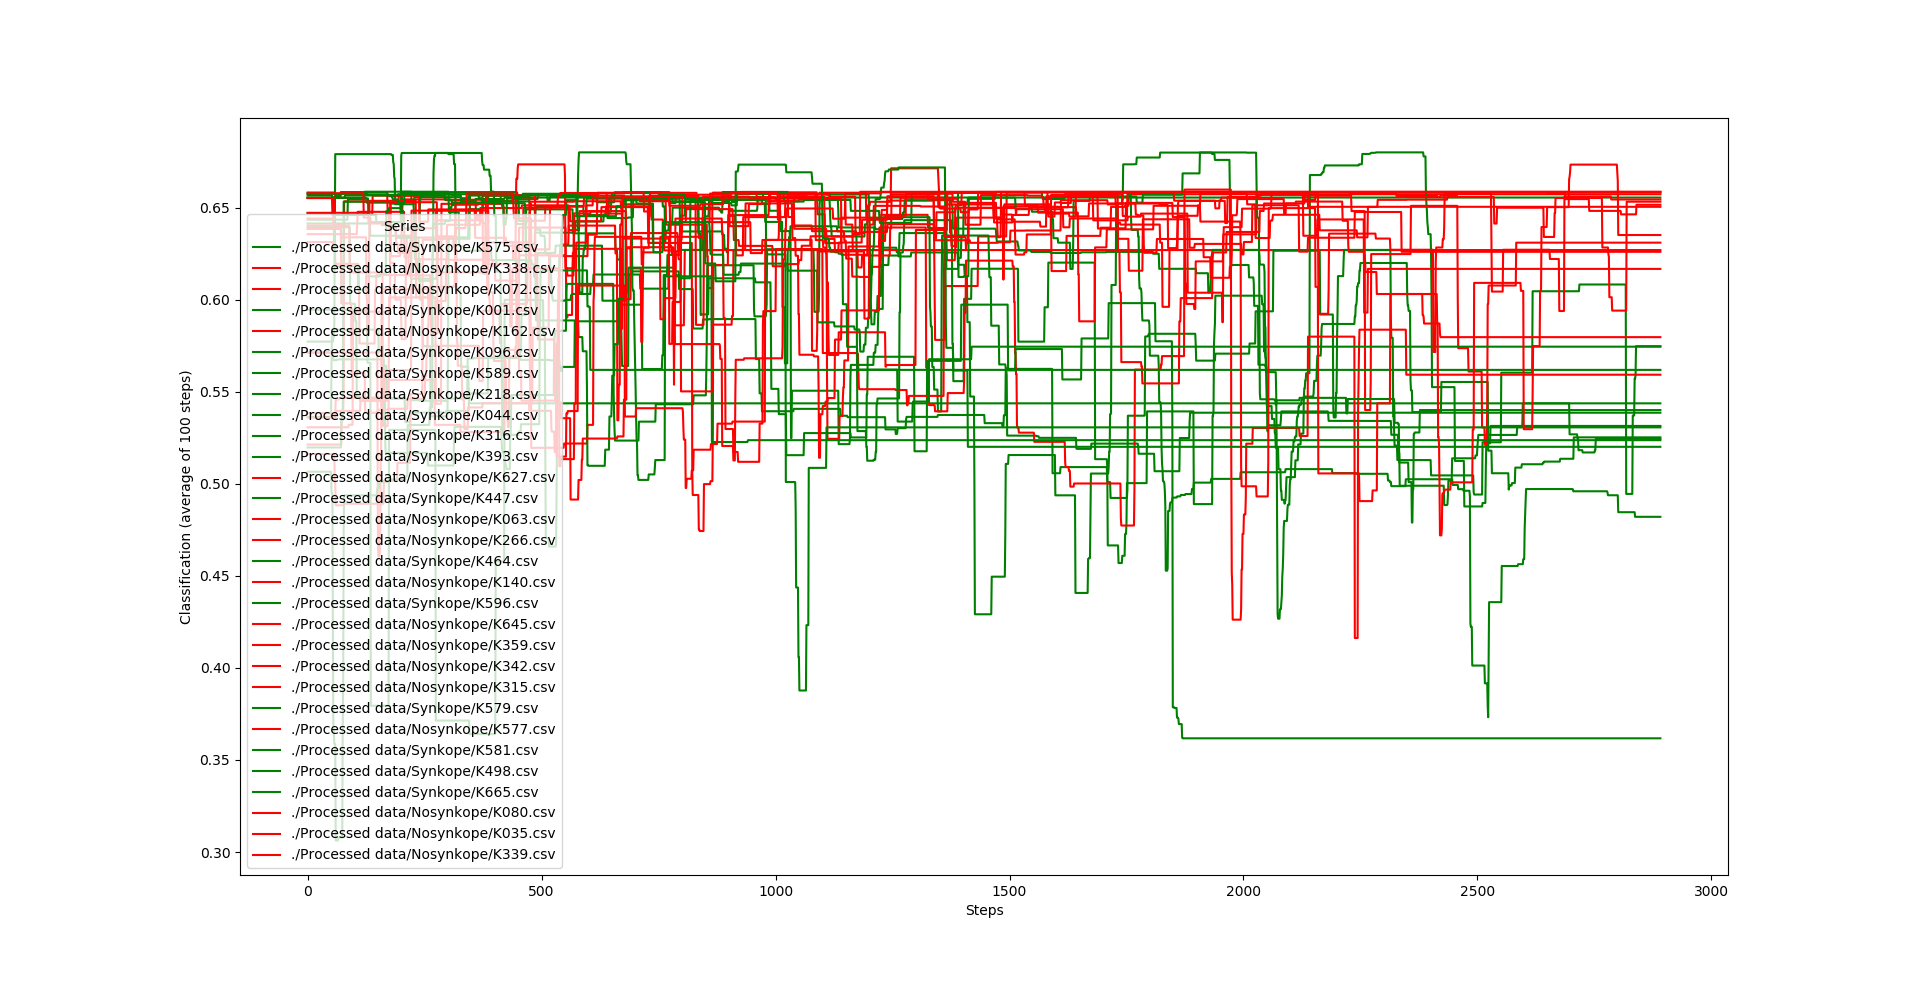 0.65
0.60
0.55
0.50
0.45
0.40
0.35
0.30
Classification (average of 100 steps)
Series
./Processed data/Synkope/K575.csv
./Processed data/Nosynkope/K338.csv
./Processed data/Nosynkope/K072.csv
./Processed data/Synkope/K001.csv
./Processed data/Nosynkope/K162.csv
./Processed data/Synkope/K096.csv
./Processed data/Synkope/K589.csv
./Processed data/Synkope/K218.csv
./Processed data/Synkope/K044.csv
./Processed data/Synkope/K316.csv
./Processed data/Synkope/K393.csv
./Processed data/Nosynkope/K627.csv
./Processed data/Synkope/K447.csv
./Processed data/Nosynkope/K063.csv
./Processed data/Nosynkope/K266.csv
./Processed data/Synkope/K464.csv
./Processed data/Nosynkope/K140.csv
./Processed data/Synkope/K596.csv
./Processed data/Nosynkope/K645.csv
./Processed data/Nosynkope/K359.csv
./Processed data/Nosynkope/K342.csv
./Processed data/Nosynkope/K315.csv
./Processed data/Synkope/K579.csv
./Processed data/Nosynkope/K577.csv
./Processed data/Synkope/K581.csv
./Processed data/Synkope/K498.csv
./Processed data/Synkope/K665.csv
./Processed data/Nosynkope/K080.csv
./Processed data/Nosynkope/K035.csv
./Processed data/Nosynkope/K339.csv
0 500 1000 1500 2000 2500 3000
Steps